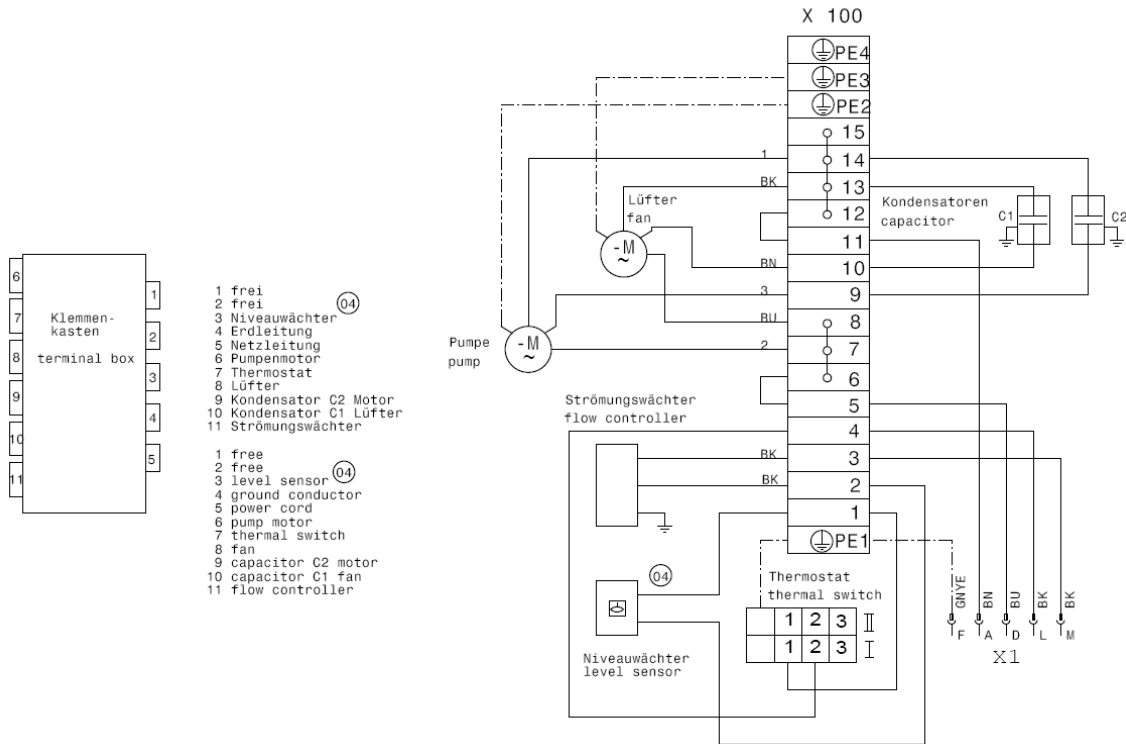 X 100
PE4
PE3
PE2
15
1 14
BK 13
12
11
BN 10
3 9
BU 8
2 7
6
5
4
BK 3
BK 2
1
PE1
Lüfter
fan
-M
~
Pumpe
pump
-M
~
Kondensatoren
capacitor
C1
C2
Strömungswächter
flow controller
04
Niveauwächter
level sensor
Thermostat
thermal switch
1 2 3 II
1 2 3 I
GNYE BN BU BK BK
F A D L M
X1
Klemmen-
kasten
terminal box
6
7
8
9
10
11
1
2
3
4
5
1 frei
2 frei
3 Niveauwächter 04
4 Erdleitung
5 Netzleitung
6 Pumpenmotor
7 Thermostat
8 Lüfter
9 Kondensator C2 Motor
10 Kondensator C1 Lüfter
11 Strömungswächter
1 free
2 free
3 level sensor 04
4 ground conductor
5 power cord
6 pump motor
7 thermal switch
8 fan
9 capacitor C2 motor
10 capacitor C1 fan
11 flow controller